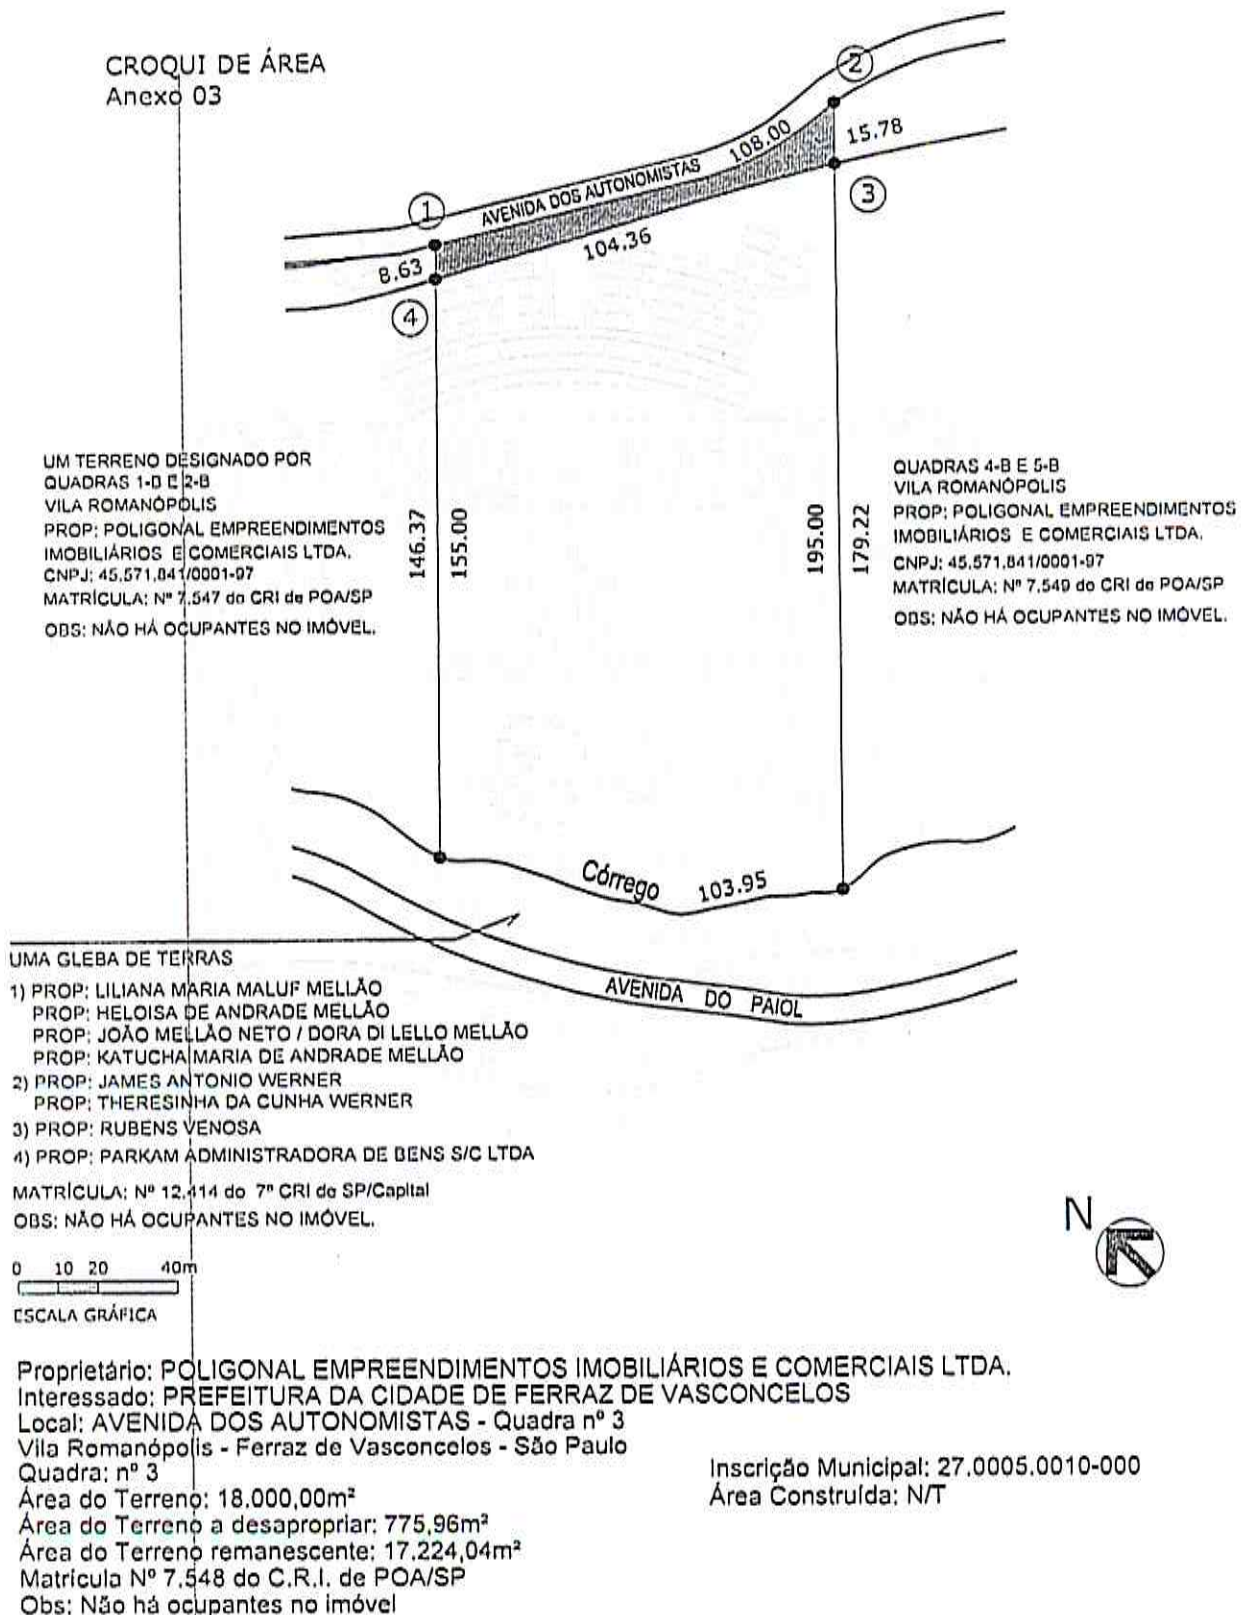 CROQUI DE ÁREA
Anexo 03
2
108.00
15.78
AVENIDA DOS AUTONOMISTAS
1
3
104.36
8.63
4
UM TERRENO DESIGNADO POR
QUADRAS 1-B E 2-B
VILA ROMANÓPOLIS
PROP: POLIGONAL EMPREENDIMENTOS
IMOBILIÁRIOS E COMERCIAIS LTDA.
CNPJ: 45.571.841/0001-97
MATRÍCULA: Nº 7.547 do CRI de POA/SP
OBS: NÃO HÁ OCUPANTES NO IMÓVEL.
146.37
155.00
195.00
179.22
QUADRAS 4-B E 5-B
VILA ROMANÓPOLIS
PROP: POLIGONAL EMPREENDIMENTOS
IMOBILIÁRIOS E COMERCIAIS LTDA.
CNPJ: 45.571.841/0001-97
MATRÍCULA: Nº 7.549 do CRI de POA/SP
OBS: NÃO HÁ OCUPANTES NO IMÓVEL.
Córrego
103.95
AVENIDA DO PAIOL
UMA GLEBA DE TERRAS
1) PROP: LILIANA MARIA MALUF MELLÃO
PROP: HELOISA DE ANDRADE MELLÃO
PROP: JOÃO MELLÃO NETO / DORA DI LELLO MELLÃO
PROP: KATUCHA MARIA DE ANDRADE MELLÃO
2) PROP: JAMES ANTONIO WERNER
PROP: THERESINHA DA CUNHA WERNER
3) PROP: RUBENS VENOSA
4) PROP: PARKAM ADMINISTRADORA DE BENS S/C LTDA
MATRÍCULA: Nº 12.414 do 7º CRI de SP/Capital
OBS: NÃO HÁ OCUPANTES NO IMÓVEL.
N
0 10 20 40m
ESCALA GRÁFICA
Proprietário: POLIGONAL EMPREENDIMENTOS IMOBILIÁRIOS E COMERCIAIS LTDA.
Interessado: PREFEITURA DA CIDADE DE FERRAZ DE VASCONCELOS
Local: AVENIDA DOS AUTONOMISTAS - Quadra nº 3
Vila Romanópolis - Ferraz de Vasconcelos - São Paulo
Quadra: nº 3
Área do Terreno: 18.000,00m²
Área do Terreno a desapropriar: 775,96m²
Área do Terreno remanescente: 17.224,04m²
Matrícula Nº 7.548 do C.R.I. de POA/SP
Obs: Não há ocupantes no imóvel
Inscrição Municipal: 27.0005.0010-000
Área Construída: N/T